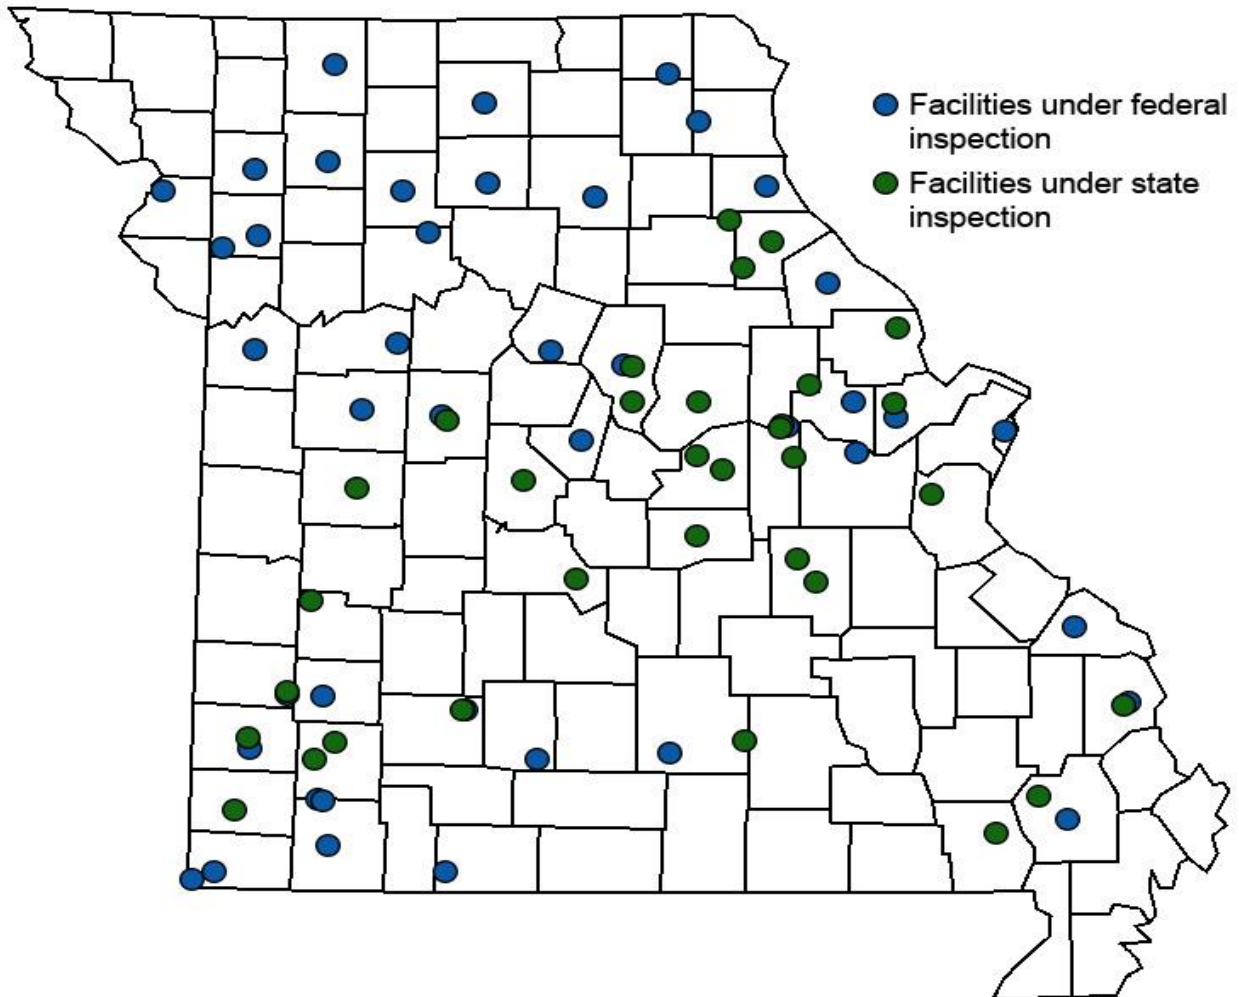 Facilities under federal
inspection
Facilities under state
inspection